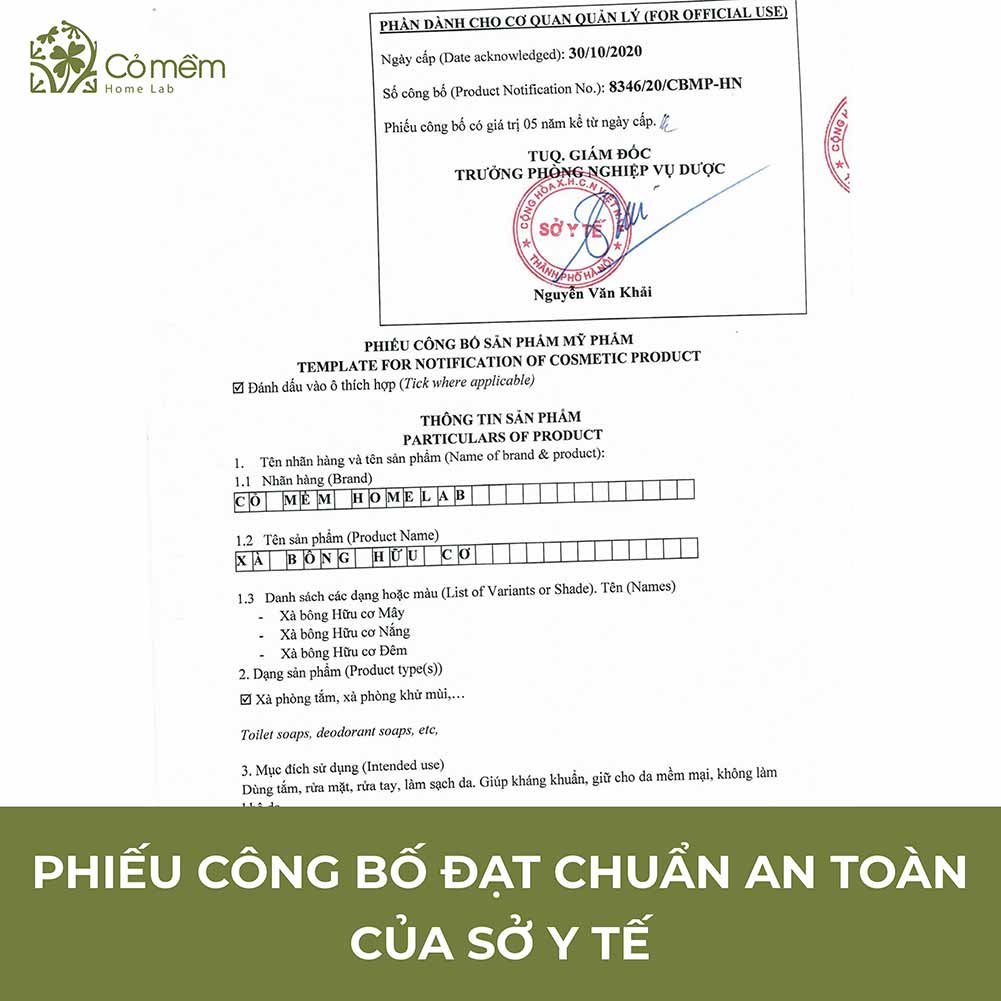 Cỏ mềm
Home Lab
PHẦN DÀNH CHO CƠ QUAN QUẢN LÝ (FOR OFFICIAL USE)
Ngày cấp (Date acknowledged): 30/10/2020
Số công bố (Product Notification No.): 8346/20/CBMP-HN
Phiếu công bố có giá trị 05 năm kể từ ngày cấp.
TUQ. GIÁM ĐỐC
TRƯỞNG PHÒNG NGHIỆP VỤ DƯỢC
CỘNG HÒA X.H.C.N VIỆT NAM
SỞ Y TẾ
THÀNH PHỐ HÀ NỘI
Nguyễn Văn Khải
PHIẾU CÔNG BỐ SẢN PHẨM MỸ PHẨM
TEMPLATE FOR NOTIFICATION OF COSMETIC PRODUCT
☑ Đánh dấu vào ô thích hợp (Tick where applicable)
THÔNG TIN SẢN PHẨM
PARTICULARS OF PRODUCT
1. Tên nhãn hàng và tên sản phẩm (Name of brand & product):
1.1 Nhãn hàng (Brand)
CỎ MỀM HOMELAB
1.2 Tên sản phẩm (Product Name)
XÀ BÔNG HỮU CƠ
1.3 Danh sách các dạng hoặc màu (List of Variants or Shade). Tên (Names)
- Xà bông Hữu cơ Mây
- Xà bông Hữu cơ Nắng
- Xà bông Hữu cơ Đêm
2. Dạng sản phẩm (Product type(s))
☑ Xà phòng tắm, xà phòng khử mùi,…
Toilet soaps, deodorant soaps, etc,
3. Mục đích sử dụng (Intended use)
Dùng tắm, rửa mặt, rửa tay, làm sạch da. Giúp kháng khuẩn, giữ cho da mềm mại, không làm
PHIẾU CÔNG BỐ ĐẠT CHUẨN AN TOÀN
CỦA SỞ Y TẾ